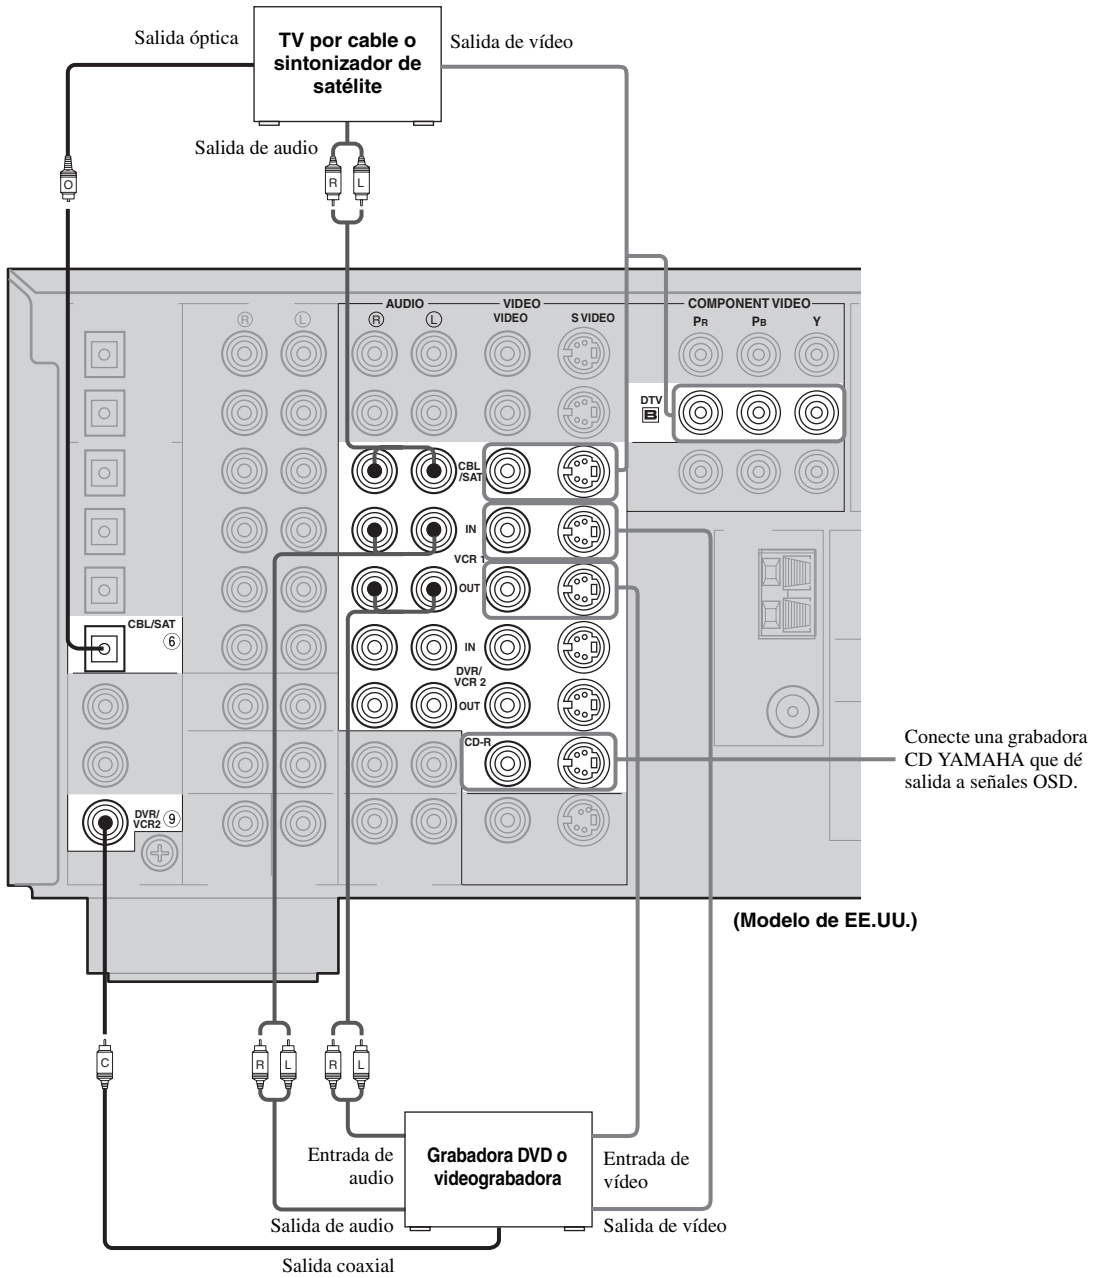 Salida óptica
TV por cable o
sintonizador de
satélite
Salida de vídeo
Salida de audio
O
R
L
AUDIO
VIDEO
COMPONENT VIDEO
R
L
R
L
VIDEO
S VIDEO
PR
PB
Y
DTV
B
CBL
/SAT
IN
VCR 1
OUT
CBL/SAT
6
IN
DVR/
VCR 2
OUT
CD-R
Conecte una grabadora
CD YAMAHA que dé
salida a señales OSD.
DVR/
VCR2
9
(Modelo de EE.UU.)
C
R
L
R
L
Entrada de
audio
Grabadora DVD o
videograbadora
Entrada de
vídeo
Salida de audio
Salida de vídeo
Salida coaxial